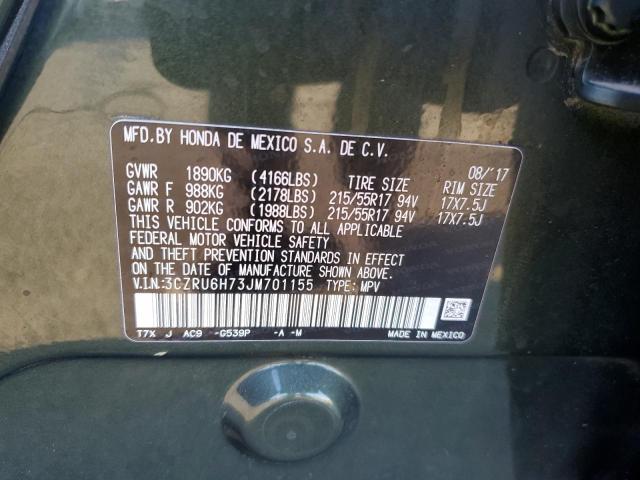 MFD.BY HONDA DE MEXICO S.A. DE C.V.
08/'17
GVWR 1890KG (4166LBS) TIRE SIZE RIM SIZE
GAWR F 988KG (2178LBS) 215/55R17 94V 17X7.5J
GAWR R 902KG (1988LBS) 215/55R17 94V 17X7.5J
THIS VEHICLE CONFORMS TO ALL APPLICABLE
FEDERAL MOTOR VEHICLE SAFETY
AND THEFT PREVENTION STANDARDS IN EFFECT
ON THE DATE OF MANUFACTURE SHOWN ABOVE.
V.I.N:3CZRU6H73JM701155 TYPE: MPV
T7X J AC9 -G539P -A -M MADE IN MEXICO